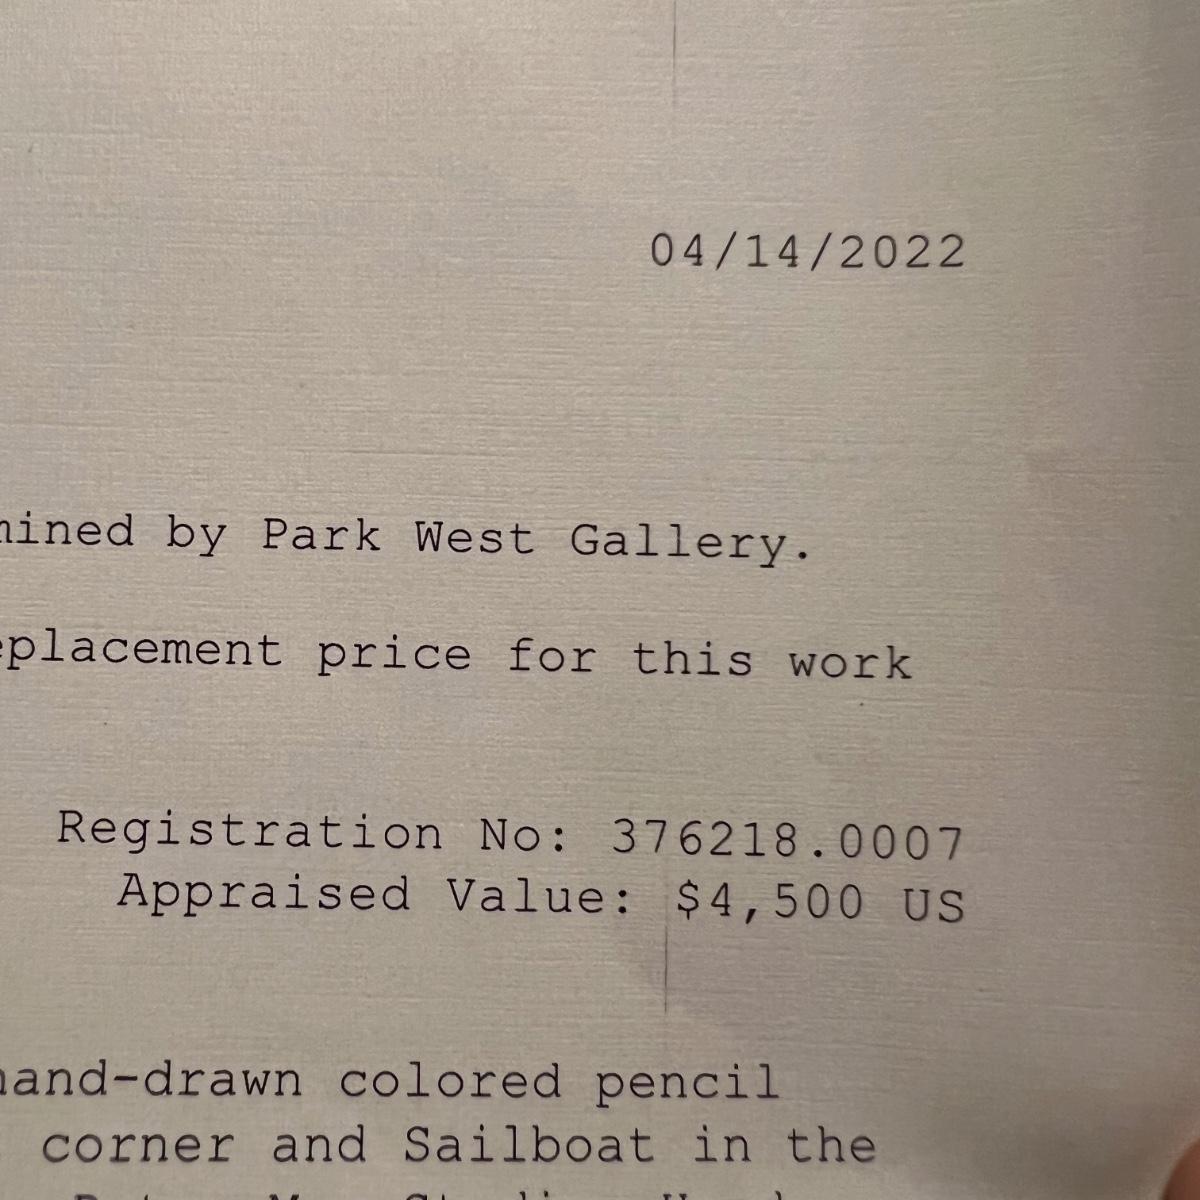 04/14/2022
mined by Park West Gallery.
eplacement price for this work
Registration No: 376218.0007
Appraised Value: $4,500 US
hand-drawn colored pencil
corner and Sailboat in the